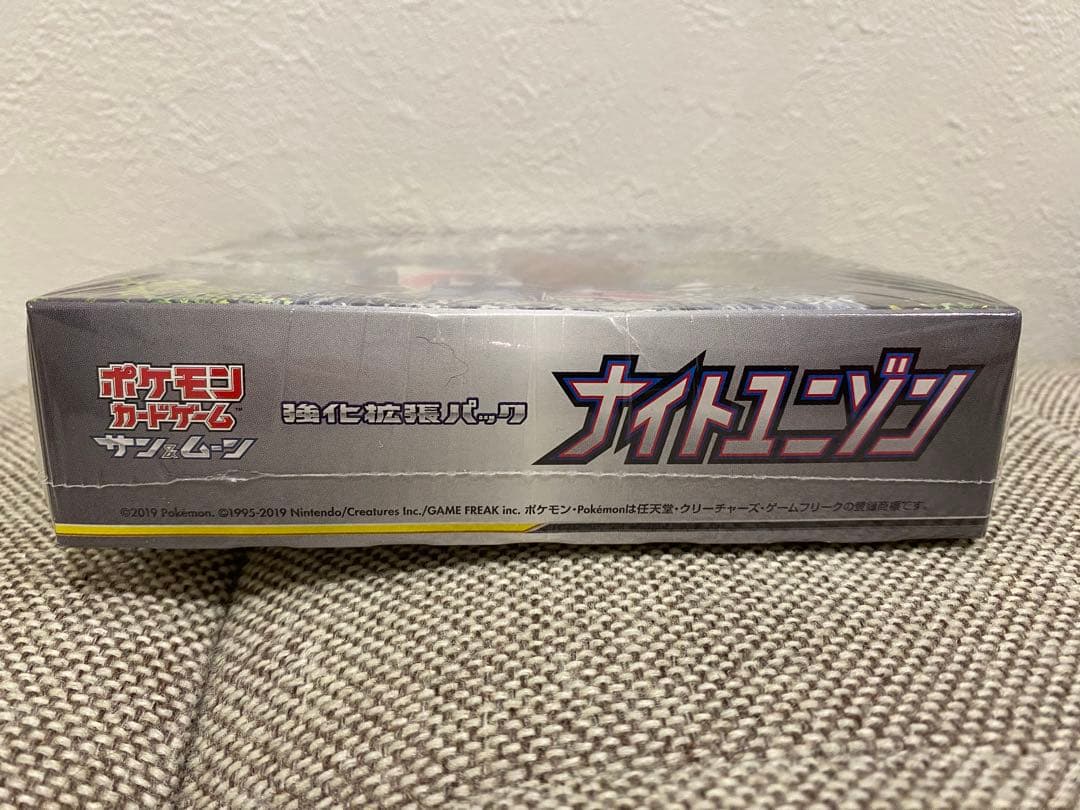 ポケモン
カードゲーム™
サン&ムーン
強化拡張パック
ナイトユニゾン
©2019 Pokémon. ©1995-2019 Nintendo/Creatures Inc./GAME FREAK inc. ポケモン・Pokémonは任天堂・クリーチャーズ・ゲームフリークの登録商標です。